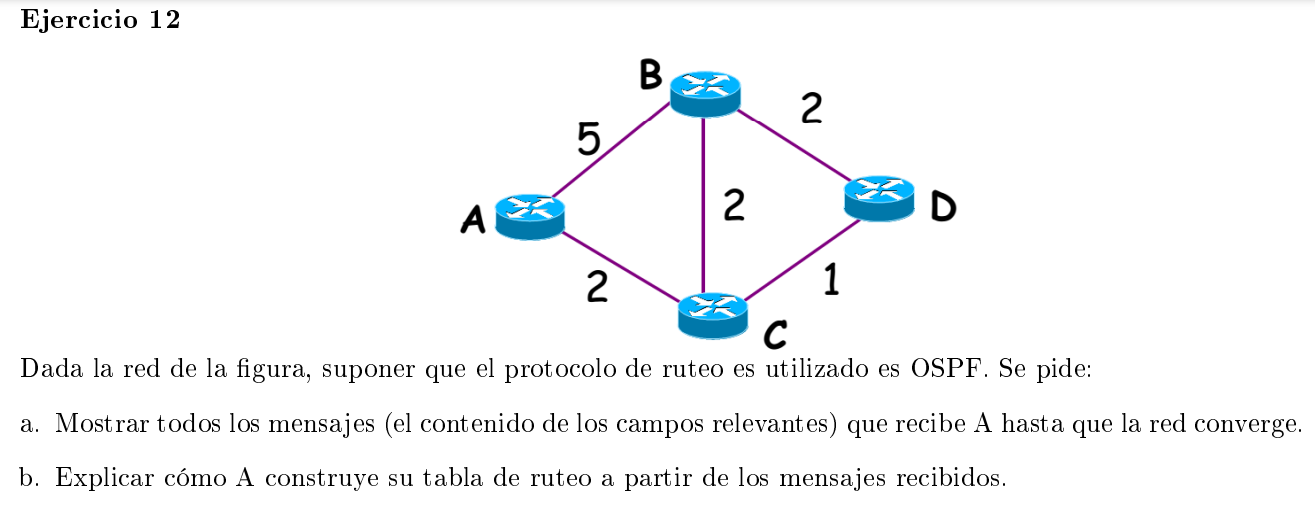 Ejercicio 12
B
2
5
A
2
D
2
1
C
Dada la red de la figura, suponer que el protocolo de ruteo es utilizado es OSPF. Se pide:
a. Mostrar todos los mensajes (el contenido de los campos relevantes) que recibe A hasta que la red converge.
b. Explicar cómo A construye su tabla de ruteo a partir de los mensajes recibidos.